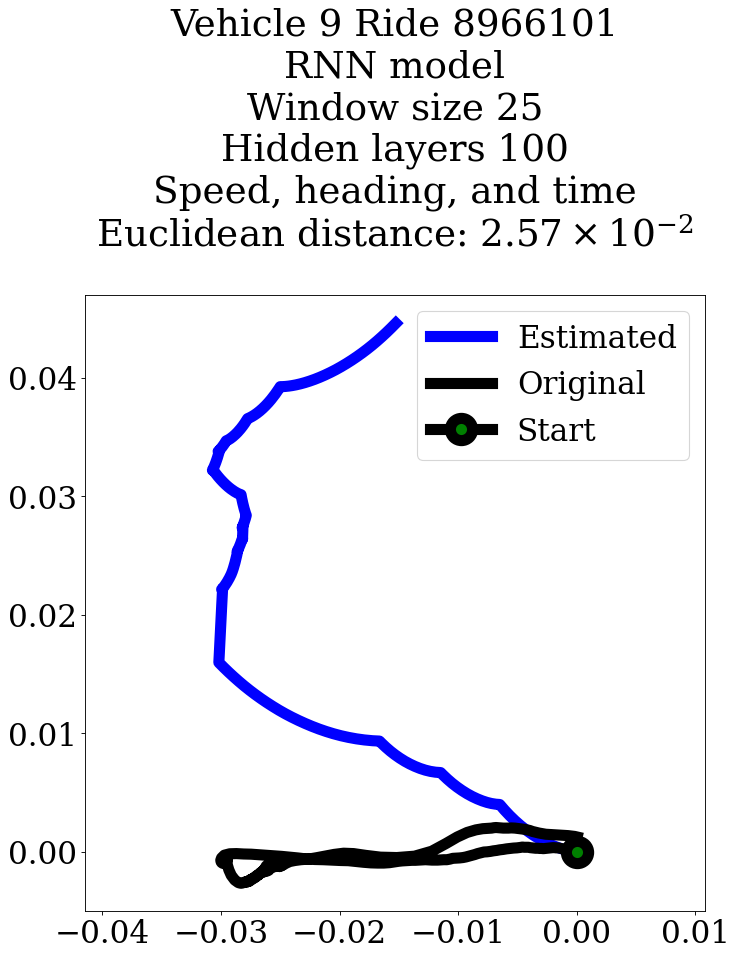 Vehicle 9 Ride 8966101
RNN model
Window size 25
Hidden layers 100
Speed, heading, and time
Euclidean distance: 2.57 × 10⁻²
Estimated
Original
Start
0.04
0.03
0.02
0.01
0.00
−0.04 −0.03 −0.02 −0.01 0.00 0.01